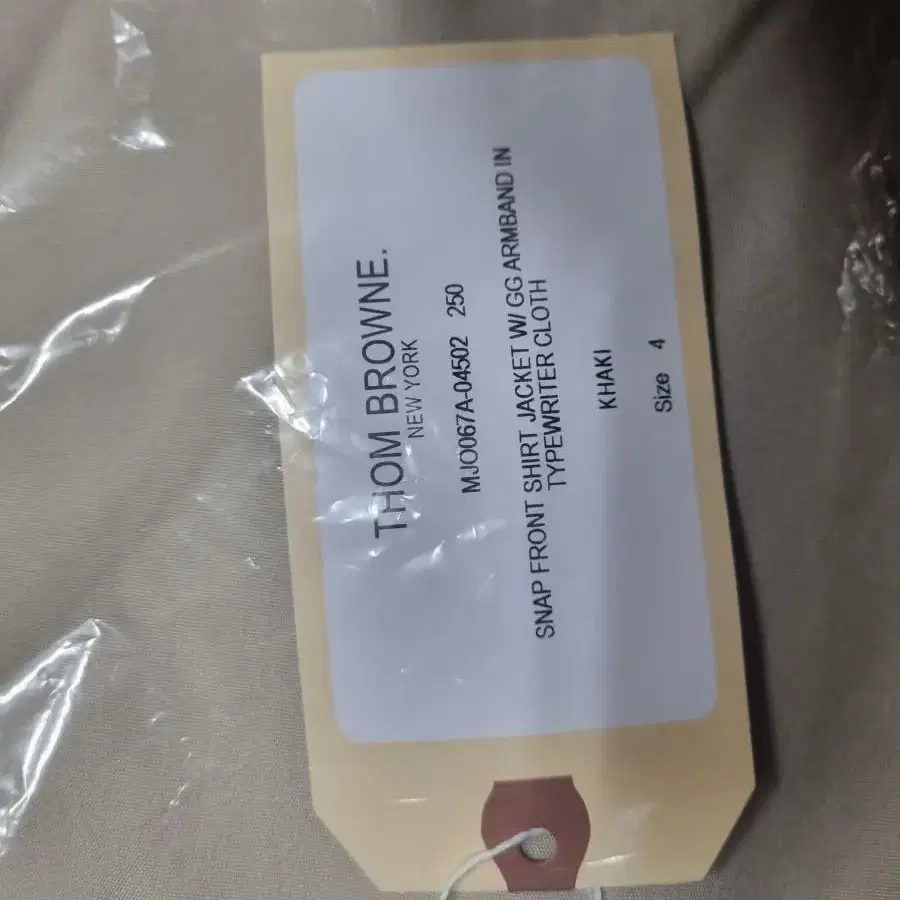 THOM BROWNE.
NEW YORK
MJO067A-04502 250
SNAP FRONT SHIRT JACKET W/ GG ARMBAND IN
TYPEWRITER CLOTH
KHAKI
Size 4